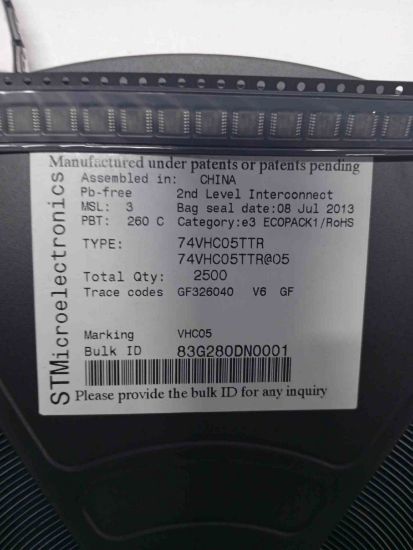 Manufactured under patents or patents pending
Assembled in: CHINA
Pb-free 2nd Level Interconnect
MSL: 3 Bag seal date:08 Jul 2013
PBT: 260 C Category:e3 ECOPACK1/RoHS
TYPE: 74VHC05TTR
74VHC05TTR@05
Total Qty: 2500
Trace codes GF326040 V6 GF
Marking VHC05
Bulk ID 83G280DN0001
Please provide the bulk ID for any inquiry
STMicroelectronics